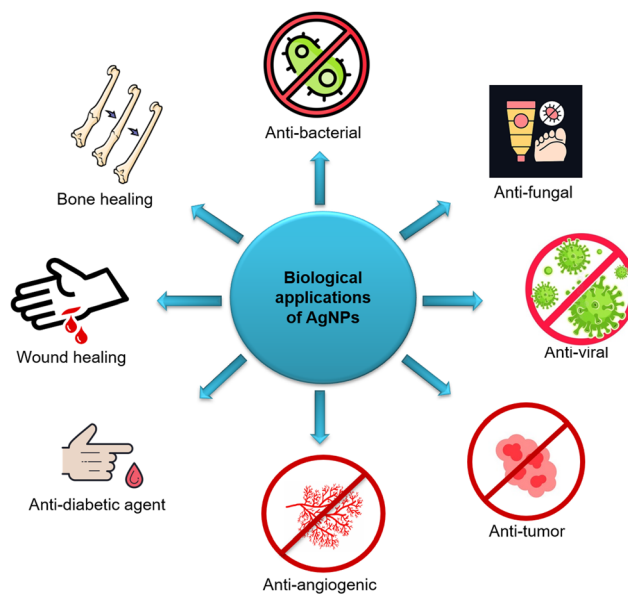 Anti-bacterial
Anti-fungal
Anti-viral
Anti-tumor
Anti-angiogenic
Anti-diabetic agent
Wound healing
Bone healing
Biological
applications
of AgNPs